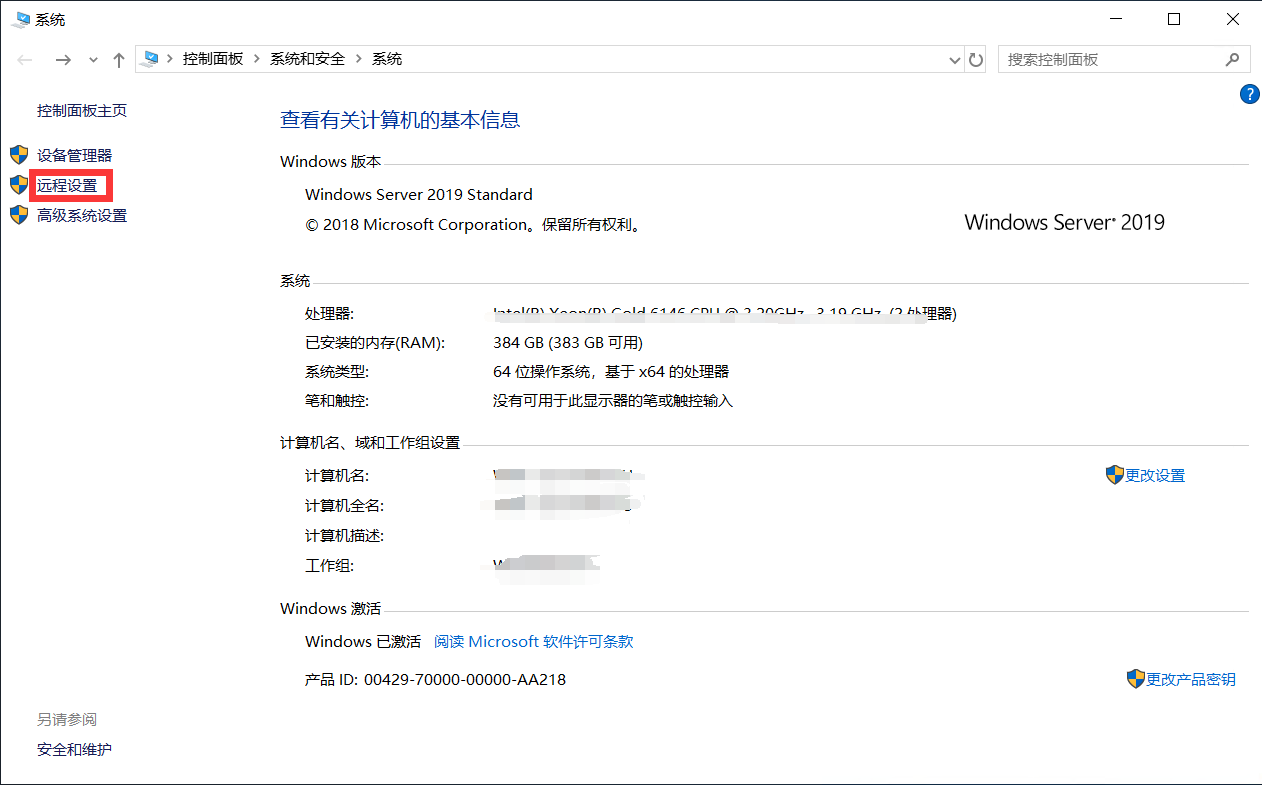 系统
控制面板 系统和安全 系统
搜索控制面板
控制面板主页
设备管理器
远程设置
高级系统设置
另请参阅
安全和维护
查看有关计算机的基本信息
Windows 版本
Windows Server 2019 Standard
© 2018 Microsoft Corporation。保留所有权利。
Windows Server 2019
系统
处理器: Intel(R) Xeon(R) Gold 6146 CPU @ 3.20GHz 3.19 GHz (2 处理器)
已安装的内存(RAM): 384 GB (383 GB 可用)
系统类型: 64 位操作系统，基于 x64 的处理器
笔和触控: 没有可用于此显示器的笔或触控输入
计算机名、域和工作组设置
计算机名:
更改设置
计算机全名:
计算机描述:
工作组:
Windows 激活
Windows 已激活 阅读 Microsoft 软件许可条款
产品 ID: 00429-70000-00000-AA218
更改产品密钥